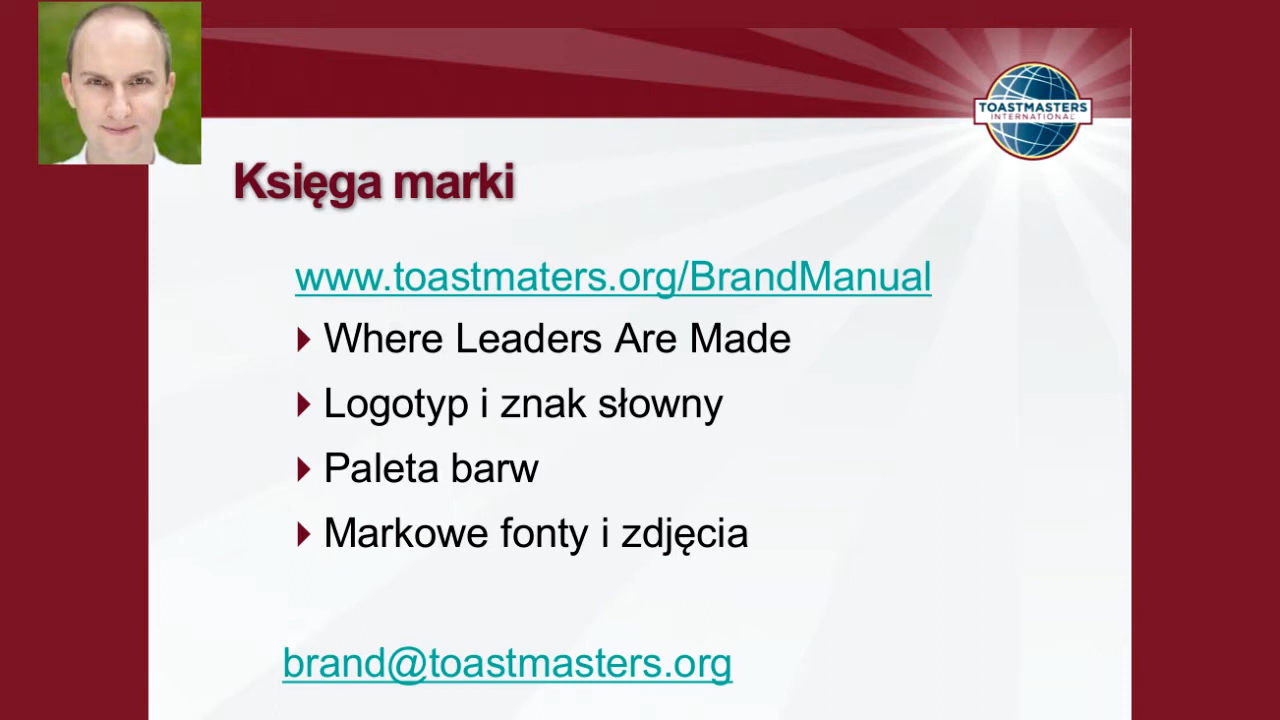 TOASTMASTERS
INTERNATIONAL
Księga marki
www.toastmaters.org/BrandManual
Where Leaders Are Made
Logotyp i znak słowny
Paleta barw
Markowe fonty i zdjęcia
brand@toastmasters.org